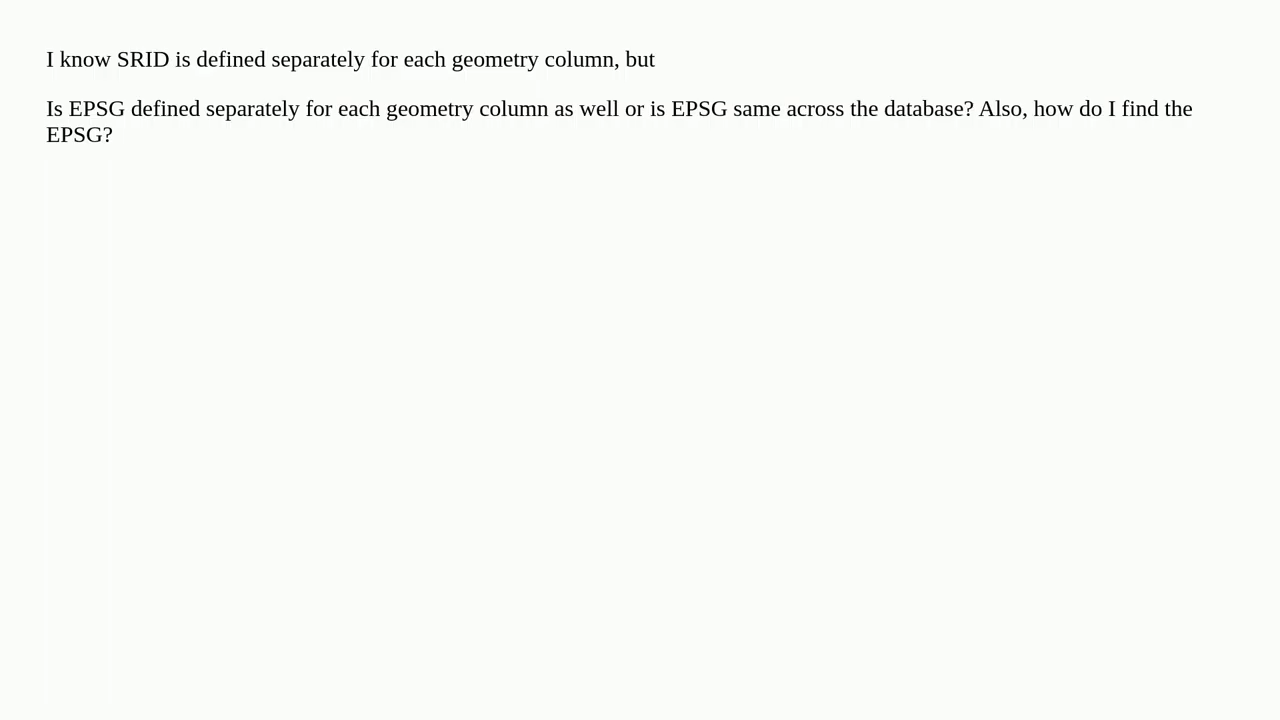 I know SRID is defined separately for each geometry column, but
Is EPSG defined separately for each geometry column as well or is EPSG same across the database? Also, how do I find the
EPSG?